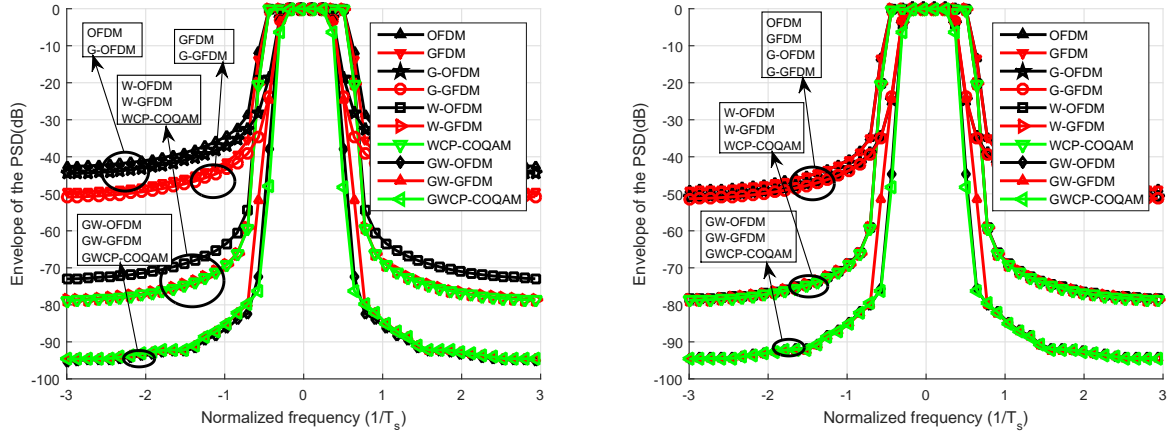 0
-10
-20
-30
-40
-50
-60
-70
-80
-90
-100
Envelope of the PSD(dB)
-3
-2
-1
0
1
2
3
Normalized frequency (1/Ts)
OFDM
G-OFDM
GFDM
G-GFDM
W-OFDM
W-GFDM
WCP-COQAM
GW-OFDM
GW-GFDM
GWCP-COQAM
OFDM
GFDM
G-OFDM
G-GFDM
W-OFDM
W-GFDM
WCP-COQAM
GW-OFDM
GW-GFDM
GWCP-COQAM
0
-10
-20
-30
-40
-50
-60
-70
-80
-90
-100
Envelope of the PSD(dB)
-3
-2
-1
0
1
2
3
Normalized frequency (1/Ts)
OFDM
GFDM
G-OFDM
G-GFDM
W-OFDM
W-GFDM
WCP-COQAM
GW-OFDM
GW-GFDM
GWCP-COQAM
OFDM
GFDM
G-OFDM
G-GFDM
W-OFDM
W-GFDM
WCP-COQAM
GW-OFDM
GW-GFDM
GWCP-COQAM